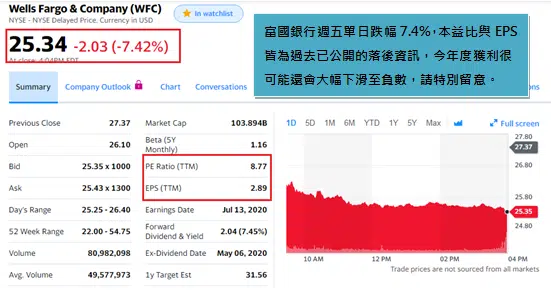 Wells Fargo & Company (WFC)
NYSE - NYSE Delayed Price. Currency in USD
In watchlist
25.34 -2.03 (-7.42%)
At close: 4:04PM EDT
富國銀行週五單日跌幅 7.4%，本益比與 EPS
皆為過去已公開的落後資訊，今年度獲利很
可能還會大幅下滑至負數，請特別留意。
Summary Company Outlook Chart Conversations
Previous Close 27.37
Open 26.10
Bid 25.35 x 1000
Ask 25.43 x 1300
Day's Range 25.25 - 26.40
52 Week Range 22.00 - 54.75
Volume 80,982,098
Avg. Volume 49,577,973
Market Cap 103.894B
Beta (5Y
Monthly) 1.16
PE Ratio (TTM) 8.77
EPS (TTM) 2.89
Earnings Date Jul 13, 2020
Forward
Dividend & Yield 2.04 (7.45%)
Ex-Dividend Date May 06, 2020
1y Target Est 31.56
1D 5D 1M 6M YTD 1Y 5Y Max Full screen
27.80
27.37
26.80
25.35
24.80
10 AM 12 PM 02 PM 04 PM
Trade prices are not sourced from all markets